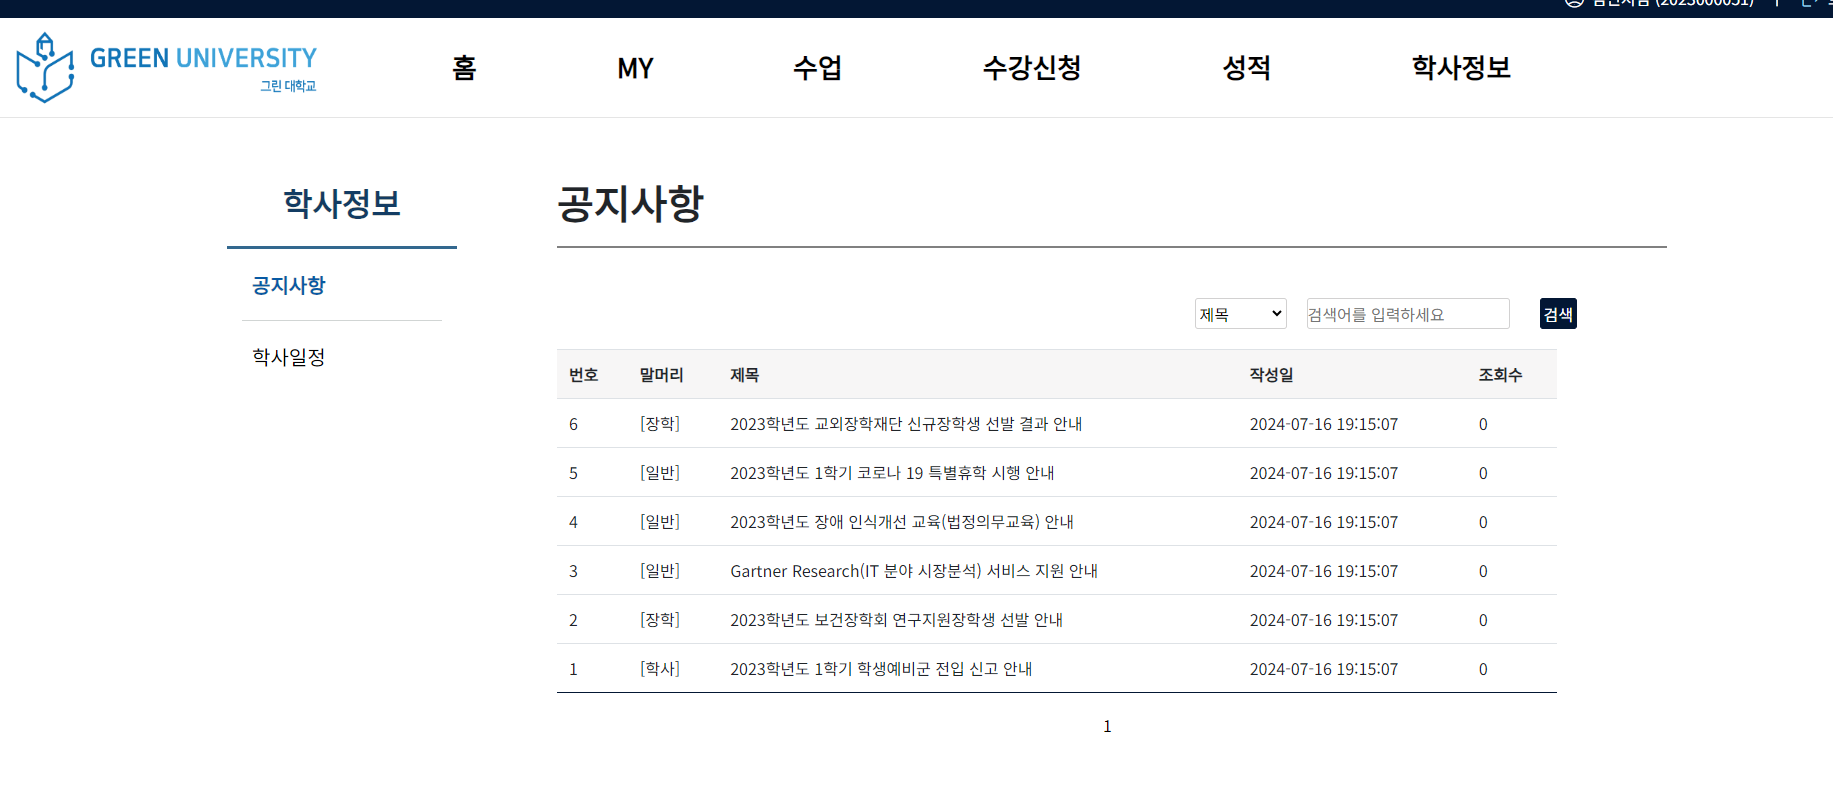 (2023000051)
GREEN UNIVERSITY
그린 대학교
홈 MY 수업 수강신청 성적 학사정보
학사정보
공지사항
학사일정
공지사항
제목 검색어를 입력하세요 검색
번호 말머리 제목 작성일 조회수
6 [장학] 2023학년도 교외장학재단 신규장학생 선발 결과 안내 2024-07-16 19:15:07 0
5 [일반] 2023학년도 1학기 코로나 19 특별휴학 시행 안내 2024-07-16 19:15:07 0
4 [일반] 2023학년도 장애 인식개선 교육(법정의무교육) 안내 2024-07-16 19:15:07 0
3 [일반] Gartner Research(IT 분야 시장분석) 서비스 지원 안내 2024-07-16 19:15:07 0
2 [장학] 2023학년도 보건장학회 연구지원장학생 선발 안내 2024-07-16 19:15:07 0
1 [학사] 2023학년도 1학기 학생예비군 전입 신고 안내 2024-07-16 19:15:07 0
1